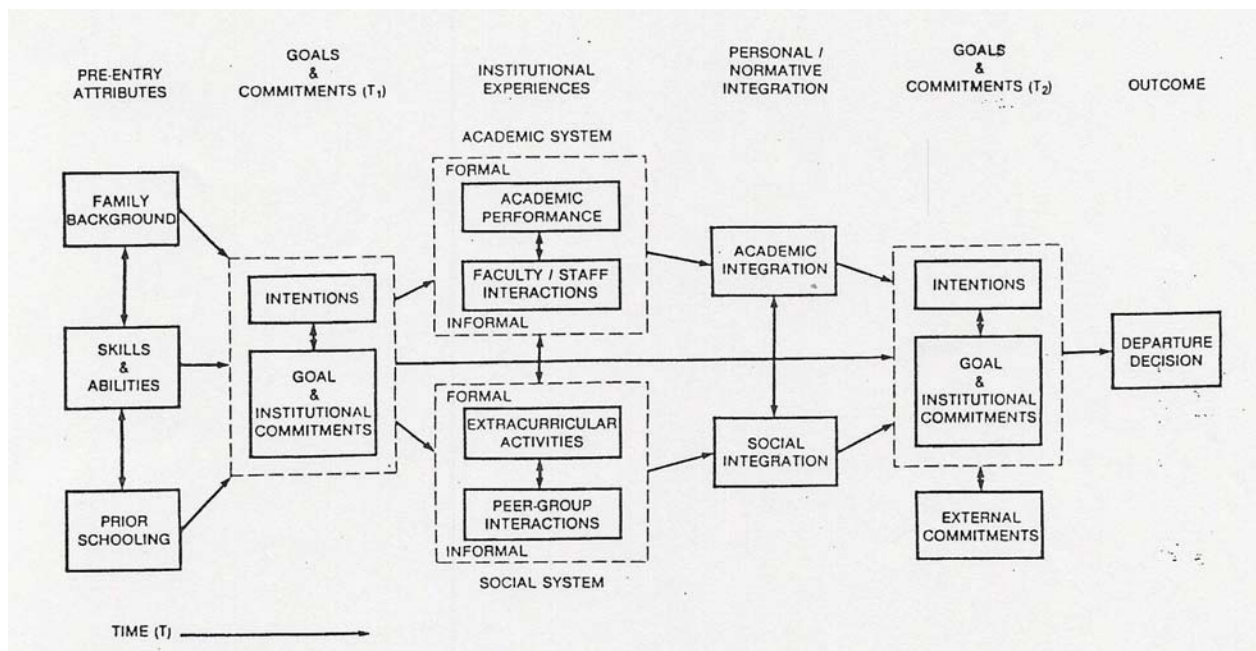 PRE-ENTRY
ATTRIBUTES
GOALS
&
COMMITMENTS (T₁)
INSTITUTIONAL
EXPERIENCES
PERSONAL /
NORMATIVE
INTEGRATION
GOALS
&
COMMITMENTS (T₂)
OUTCOME
FAMILY
BACKGROUND
SKILLS
&
ABILITIES
PRIOR
SCHOOLING
INTENTIONS
GOAL
&
INSTITUTIONAL
COMMITMENTS
ACADEMIC SYSTEM
FORMAL
ACADEMIC
PERFORMANCE
FACULTY / STAFF
INTERACTIONS
INFORMAL
FORMAL
EXTRACURRICULAR
ACTIVITIES
PEER-GROUP
INTERACTIONS
INFORMAL
SOCIAL SYSTEM
ACADEMIC
INTEGRATION
SOCIAL
INTEGRATION
INTENTIONS
GOAL
&
INSTITUTIONAL
COMMITMENTS
EXTERNAL
COMMITMENTS
DEPARTURE
DECISION
TIME (T)